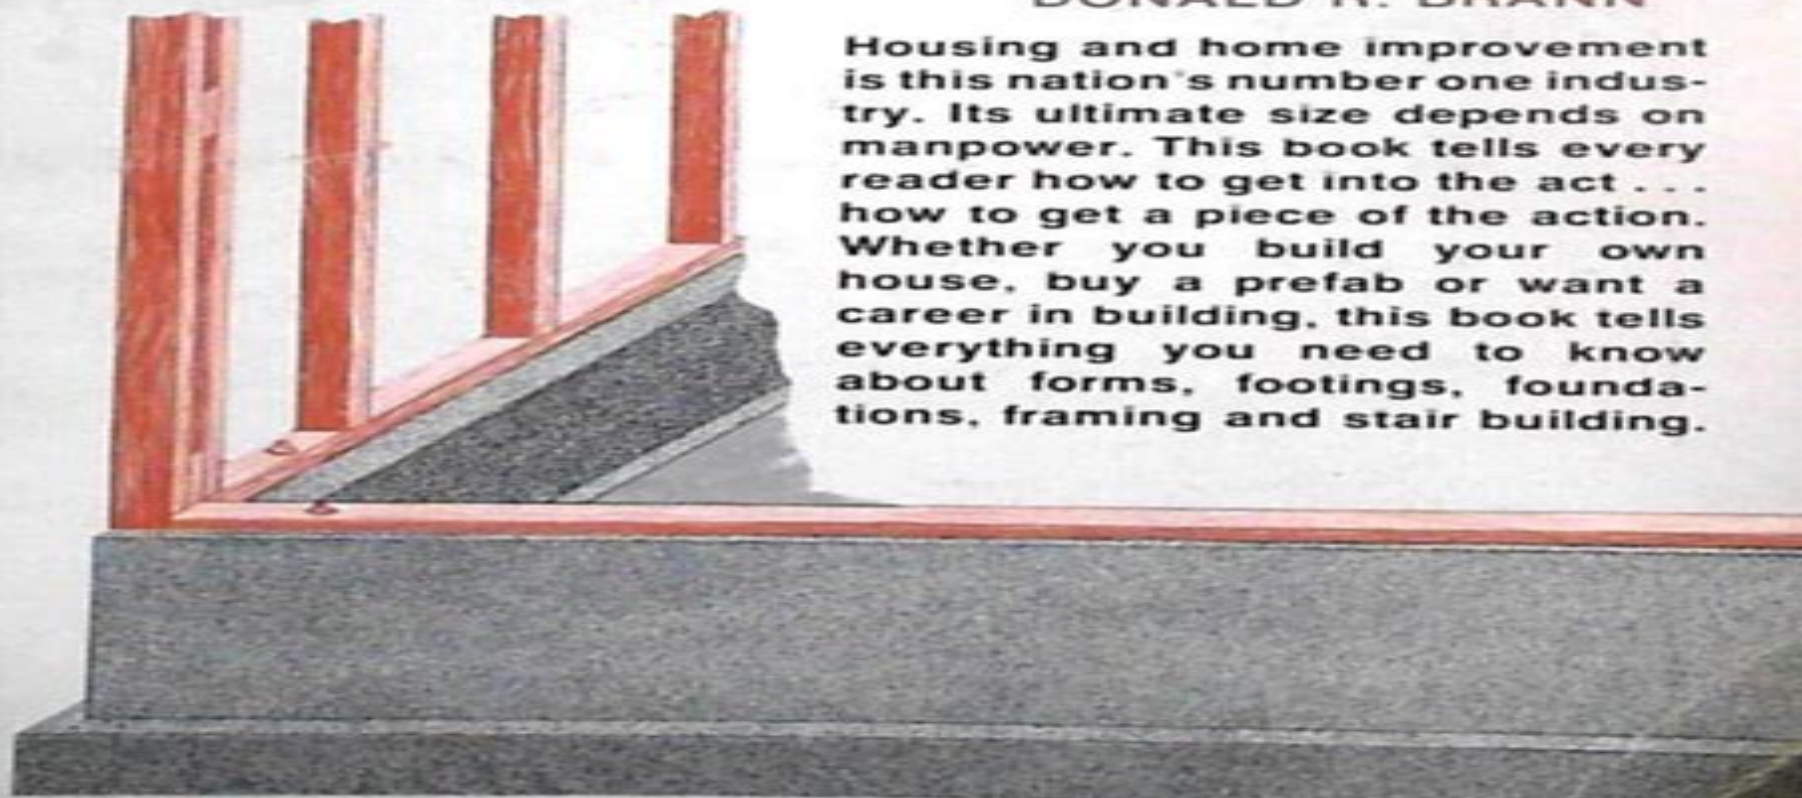 DONALD R. BRANN
Housing and home improvement
is this nation's number one indus-
try. Its ultimate size depends on
manpower. This book tells every
reader how to get into the act . . .
how to get a piece of the action.
Whether you build your own
house, buy a prefab or want a
career in building, this book tells
everything you need to know
about forms, footings, founda-
tions, framing and stair building.